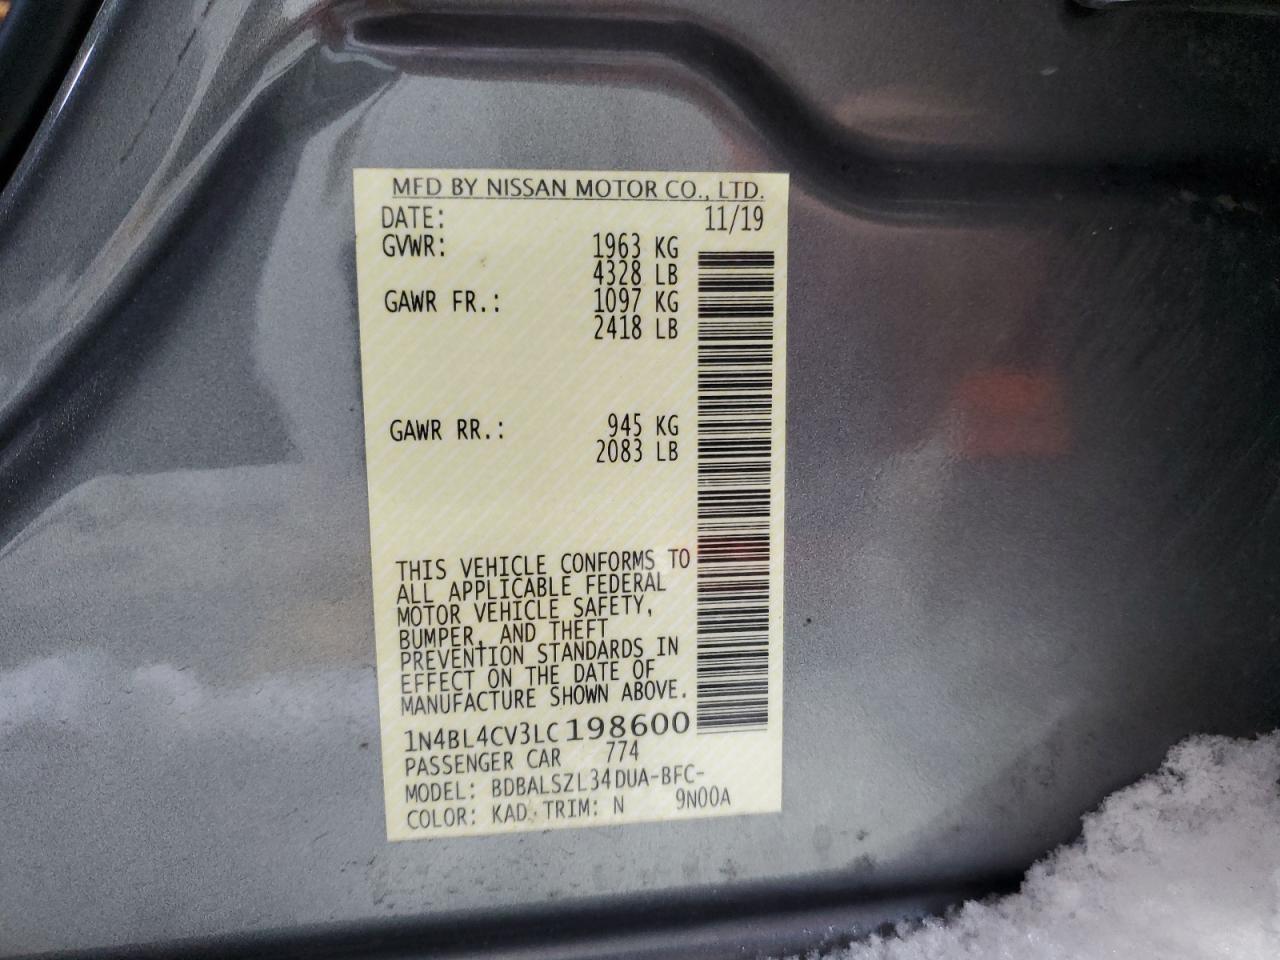 MFD BY NISSAN MOTOR CO., LTD.
DATE: 11/19
GVWR: 1963 KG
4328 LB
GAWR FR.: 1097 KG
2418 LB
GAWR RR.: 945 KG
2083 LB
THIS VEHICLE CONFORMS TO
ALL APPLICABLE FEDERAL
MOTOR VEHICLE SAFETY,
BUMPER, AND THEFT
PREVENTION STANDARDS IN
EFFECT ON THE DATE OF
MANUFACTURE SHOWN ABOVE.
1N4BL4CV3LC198600
PASSENGER CAR 774
MODEL: BDBALSZL34DUA-BFC-
COLOR: KAD TRIM: N 9N00A